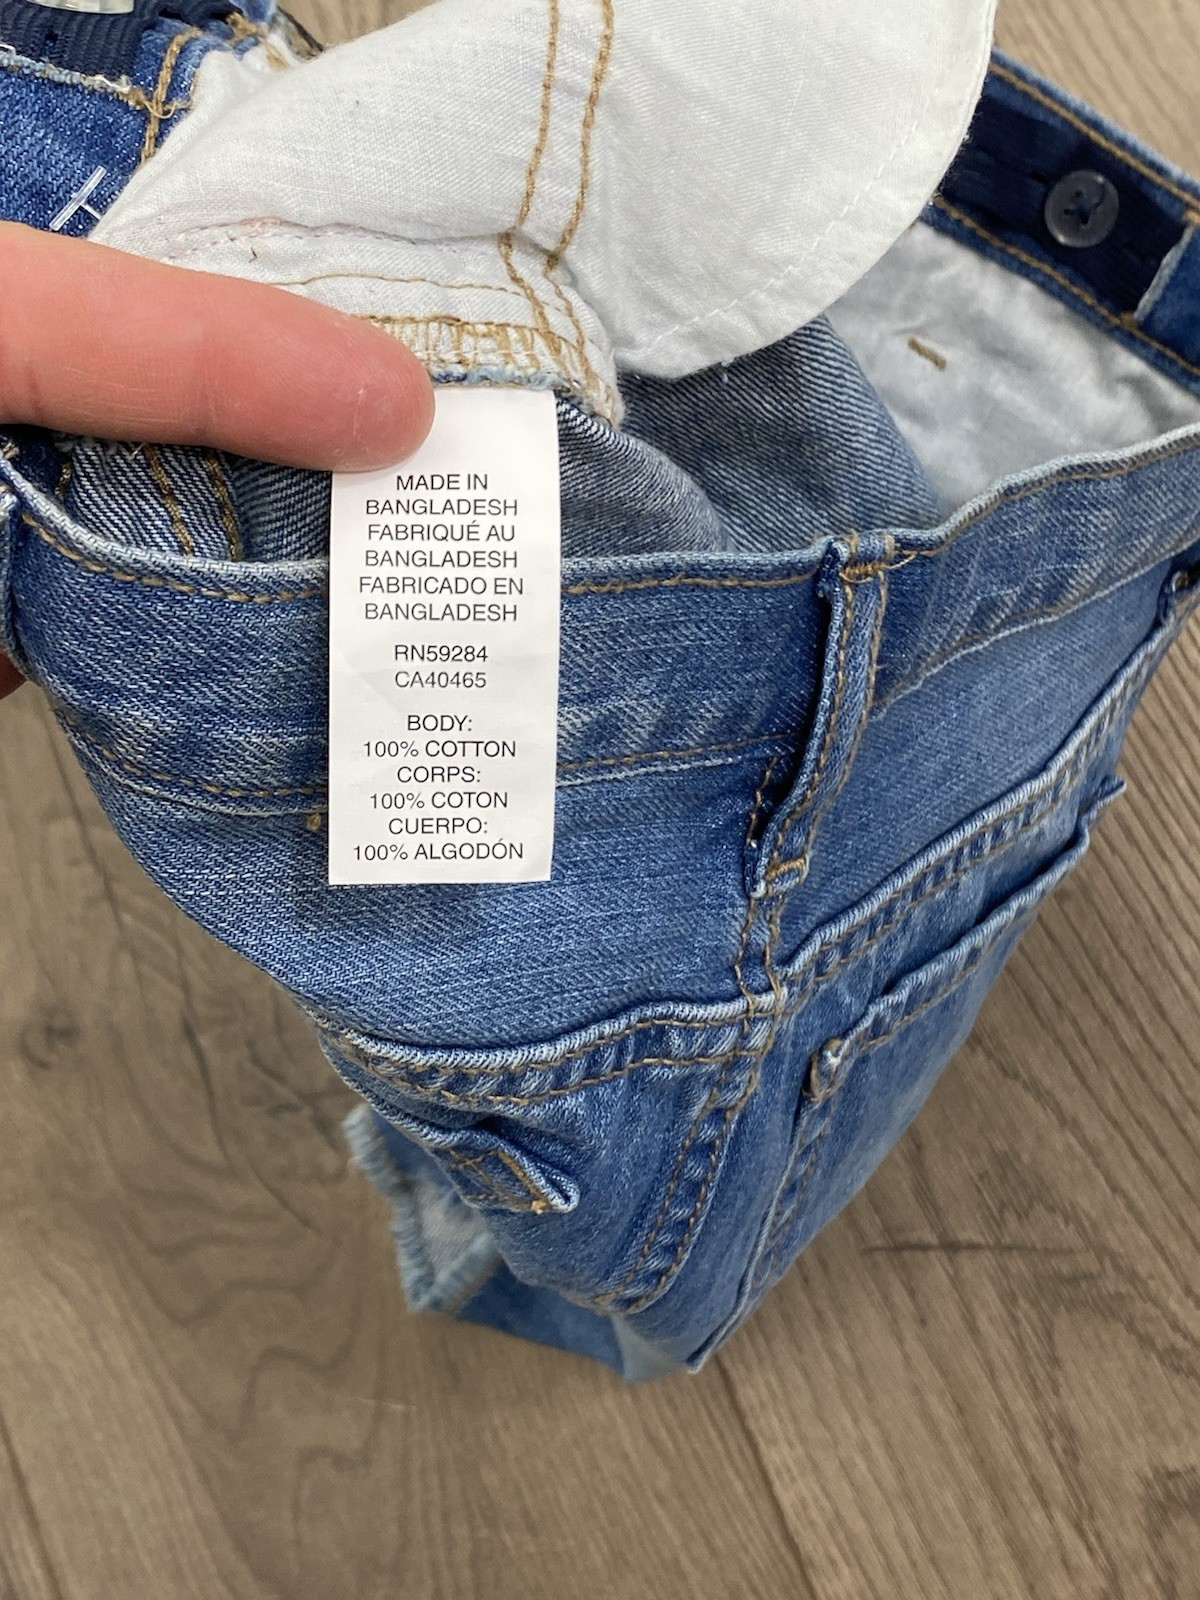 MADE IN
BANGLADESH
FABRIQUÉ AU
BANGLADESH
FABRICADO EN
BANGLADESH
RN59284
CA40465
BODY:
100% COTTON
CORPS:
100% COTON
CUERPO:
100% ALGODÓN